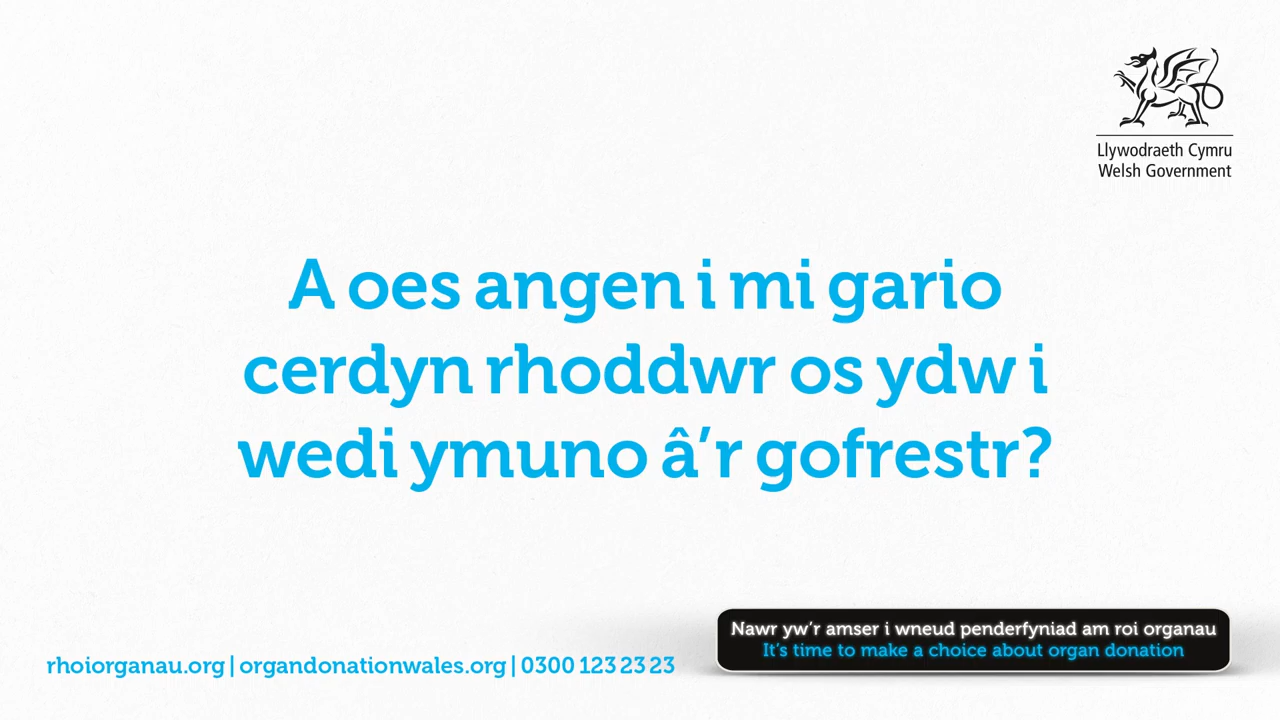 Llywodraeth Cymru
Welsh Government
A oes angen i mi gario
cerdyn rhoddwr os ydw i
wedi ymuno â’r gofrestr?
Nawr yw’r amser i wneud penderfyniad am roi organau
It’s time to make a choice about organ donation
rhoiorganau.org | organdonationwales.org | 0300 123 23 23